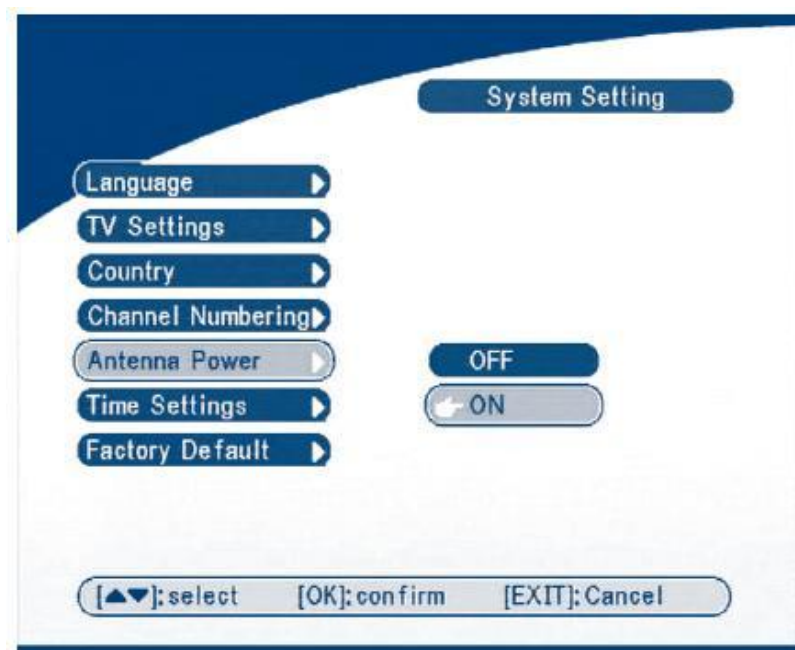 System Setting
Language
TV Settings
Country
Channel Numbering
Antenna Power
OFF
Time Settings
ON
Factory Default
[▲▼]:select [OK]:confirm [EXIT]:Cancel